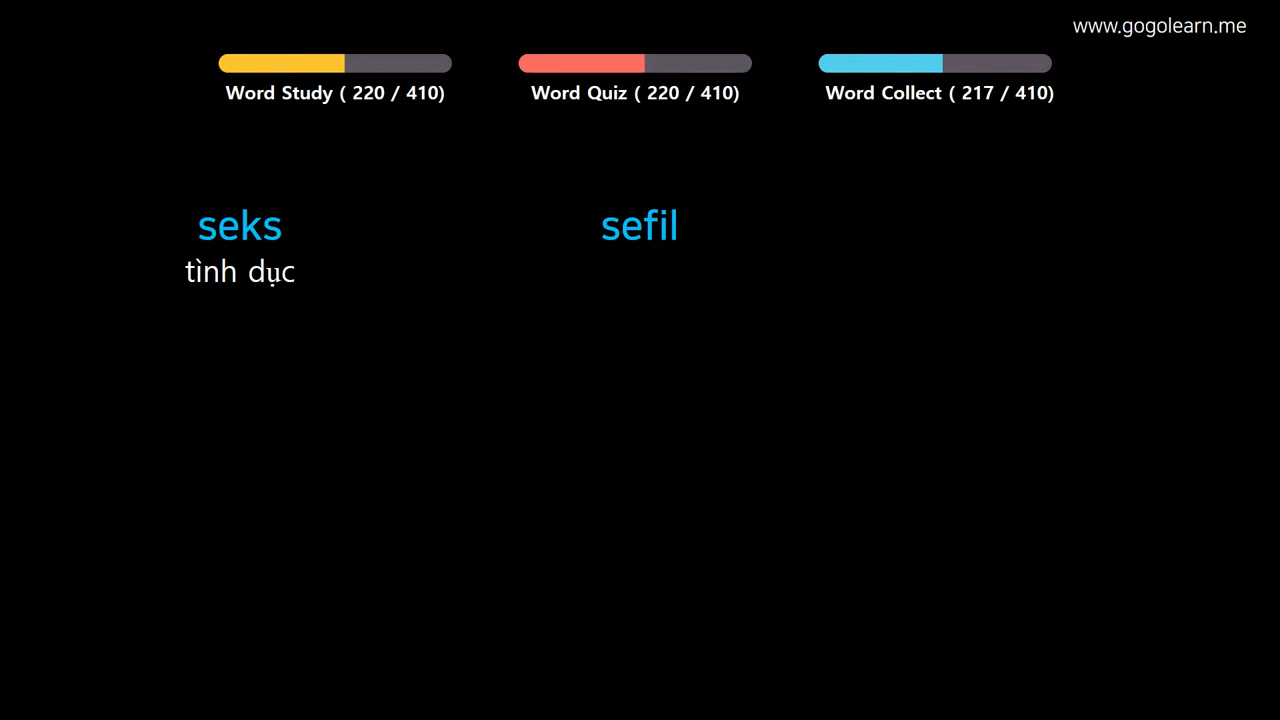 www.gogolearn.me
Word Study ( 220 / 410)
Word Quiz ( 220 / 410)
Word Collect ( 217 / 410)
seks
tình dục
sefil